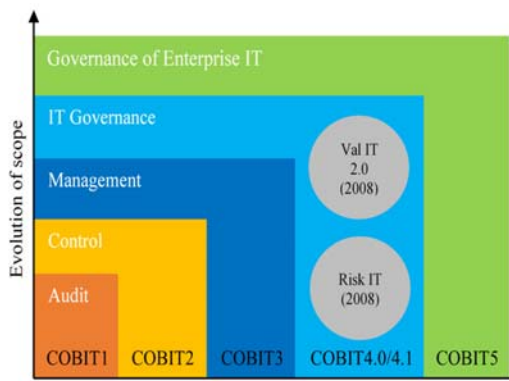 Evolution of scope
Governance of Enterprise IT
IT Governance
Val IT
2.0
(2008)
Management
Control
Risk IT
(2008)
Audit
COBIT1
COBIT2
COBIT3
COBIT4.0/4.1
COBIT5